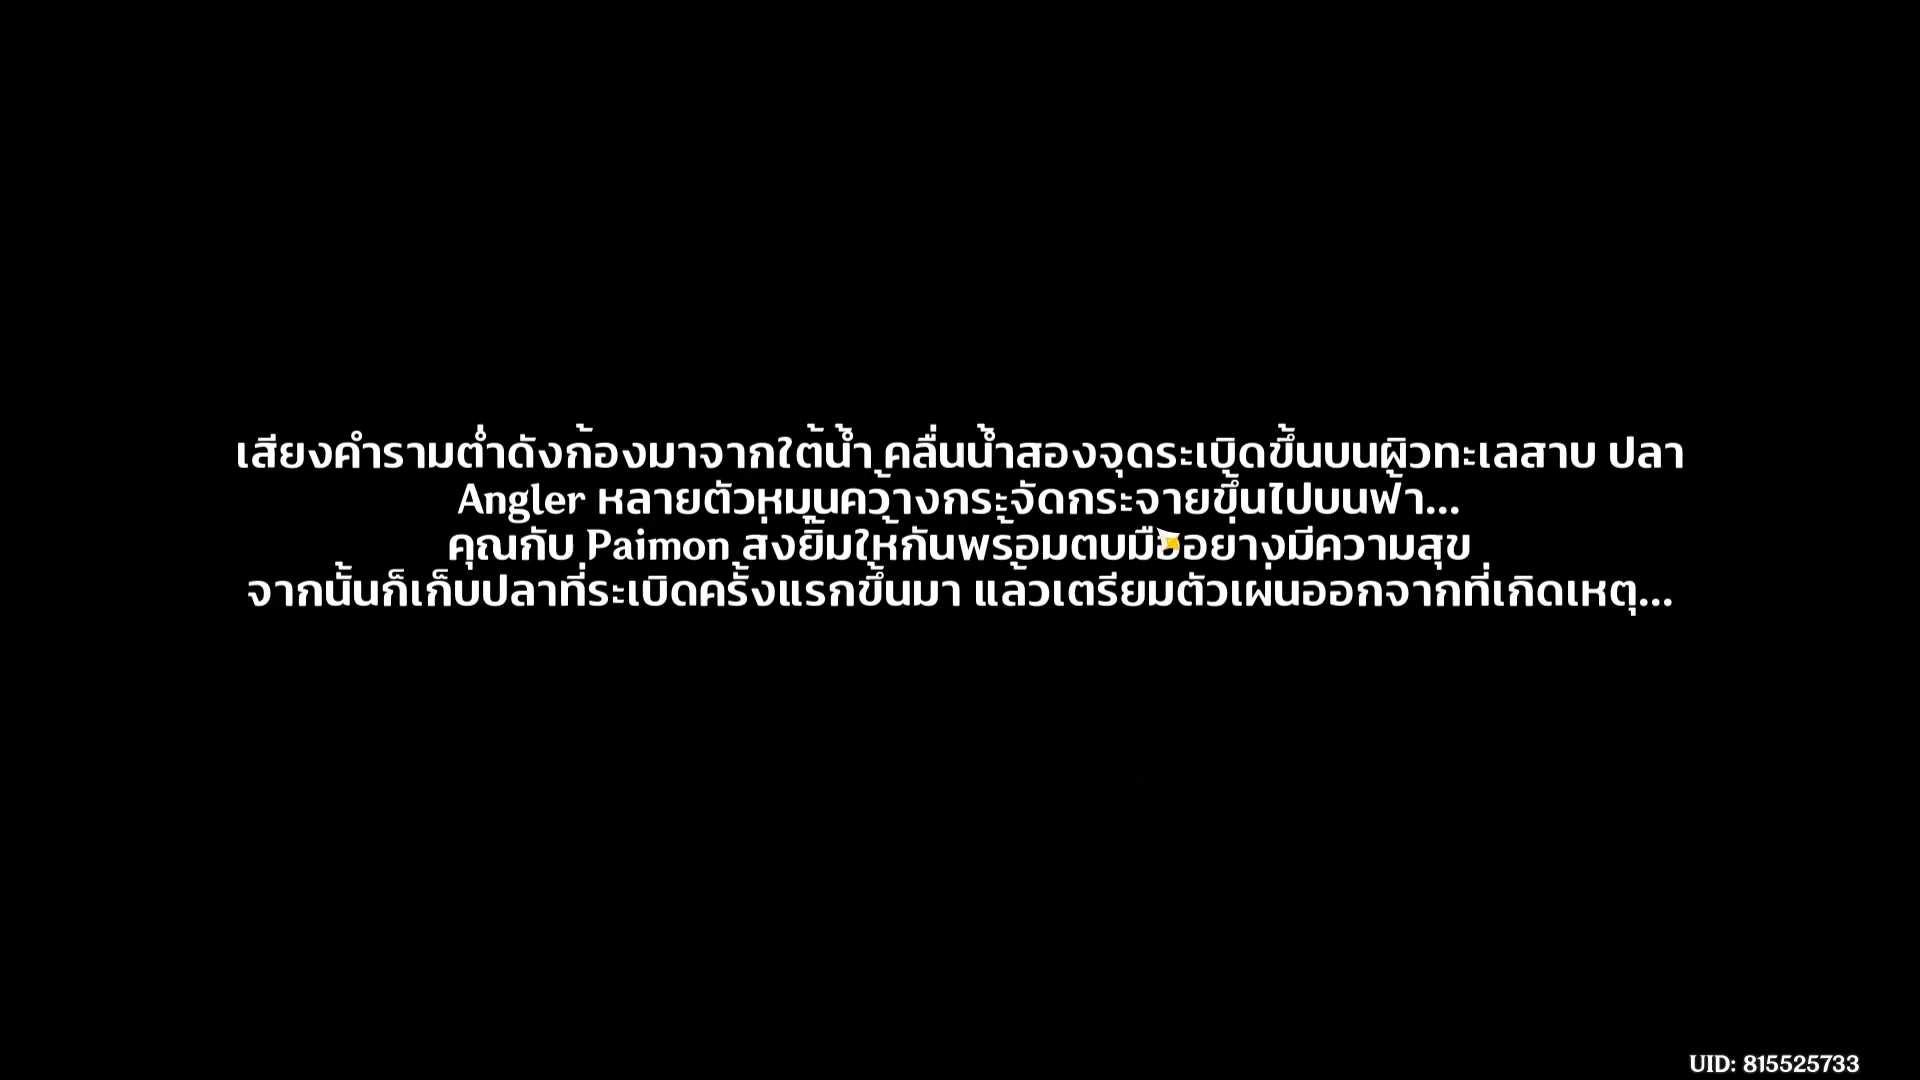 เสียงคำรามต่ำดังก้องมาจากใต้น้ำ คลื่นน้ำสองจุดระเบิดขึ้นบนผิวทะเลสาบ ปลา
Angler หลายตัวหมุนคว้างกระจัดกระจายขึ้นไปบนฟ้า...
คุณกับ Paimon ส่งยิ้มให้กันพร้อมตบมืออย่างมีความสุข
จากนั้นก็เก็บปลาที่ระเบิดครั้งแรกขึ้นมา แล้วเตรียมตัวเผ่นออกจากที่เกิดเหตุ...
UID: 815525733